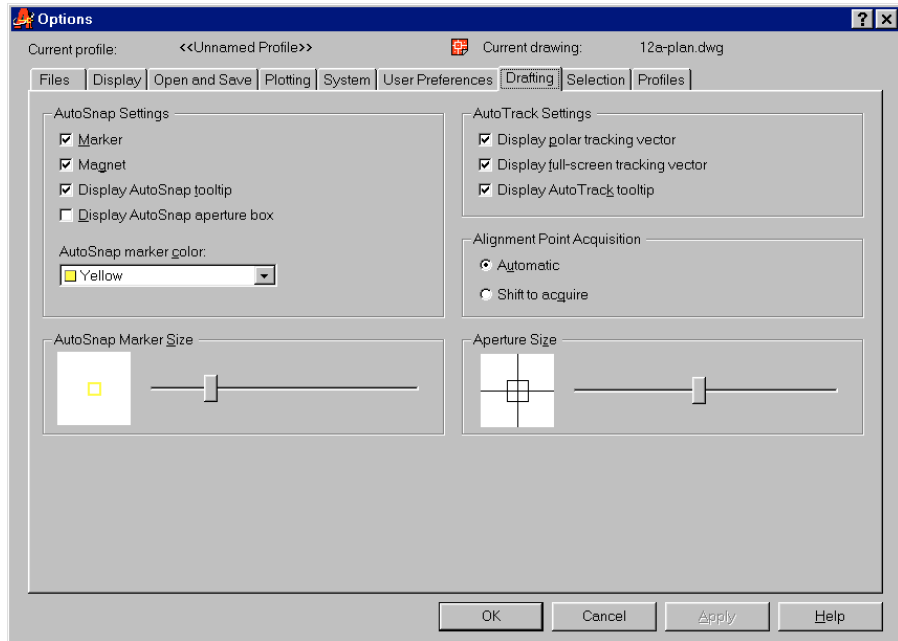 Options
Current profile: <<Unnamed Profile>> Current drawing: 12a-plan.dwg
Files Display Open and Save Plotting System User Preferences Drafting Selection Profiles
AutoSnap Settings
Marker
Magnet
Display AutoSnap tooltip
Display AutoSnap aperture box
AutoSnap marker color:
Yellow
AutoTrack Settings
Display polar tracking vector
Display full-screen tracking vector
Display AutoTrack tooltip
Alignment Point Acquisition
Automatic
Shift to acquire
AutoSnap Marker Size
Aperture Size
OK Cancel Apply Help